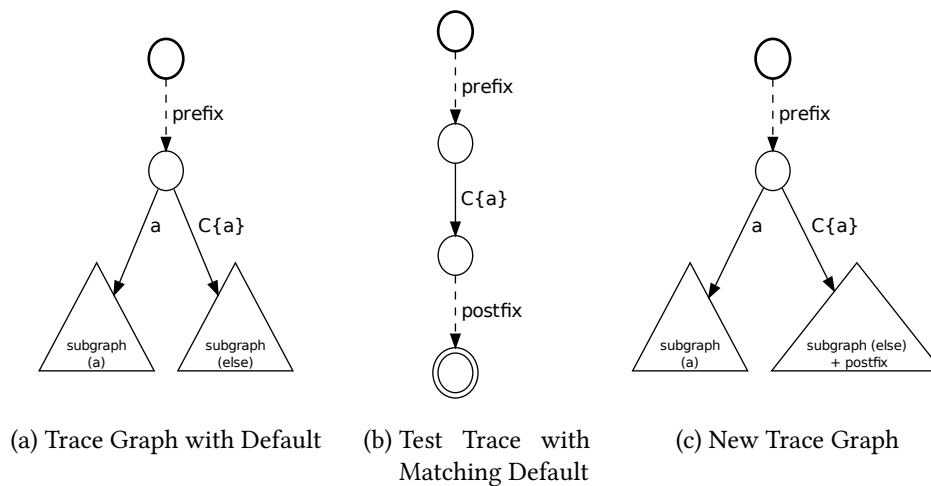 prefix
a
C{a}
subgraph
(a)
subgraph
(else)
(a) Trace Graph with Default
prefix
C{a}
postfix
(b) Test Trace with
Matching Default
prefix
a
C{a}
subgraph
(a)
subgraph (else)
+ postfix
(c) New Trace Graph